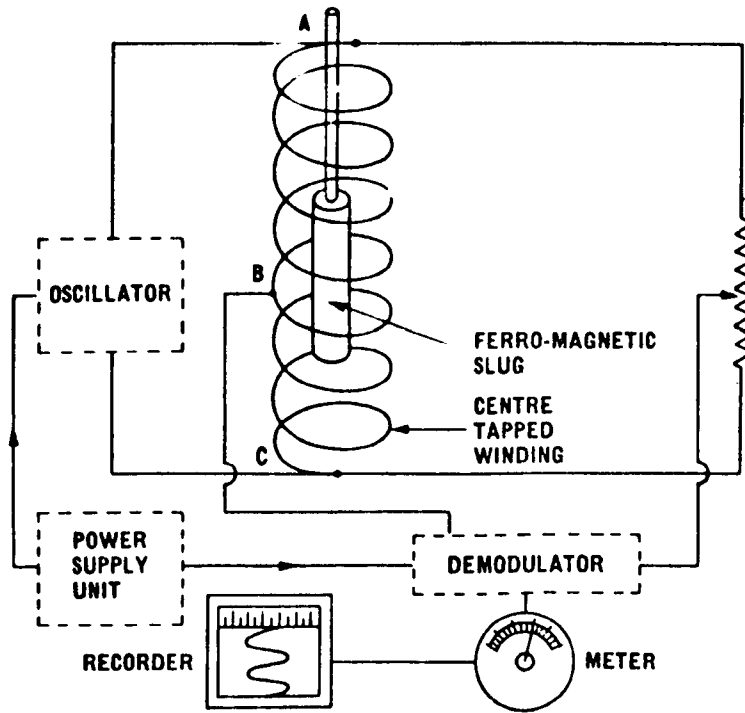 A
B
OSCILLATOR
FERRO-MAGNETIC
SLUG
CENTRE
TAPPED
WINDING
C
POWER
SUPPLY
UNIT
DEMODULATOR
RECORDER
METER